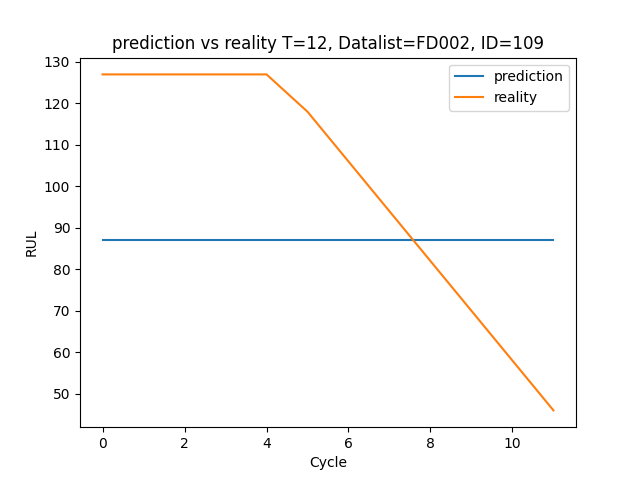 prediction vs reality T=12, Datalist=FD002, ID=109
prediction
reality
130
120
110
100
90
80
70
60
50
RUL
0 2 4 6 8 10
Cycle